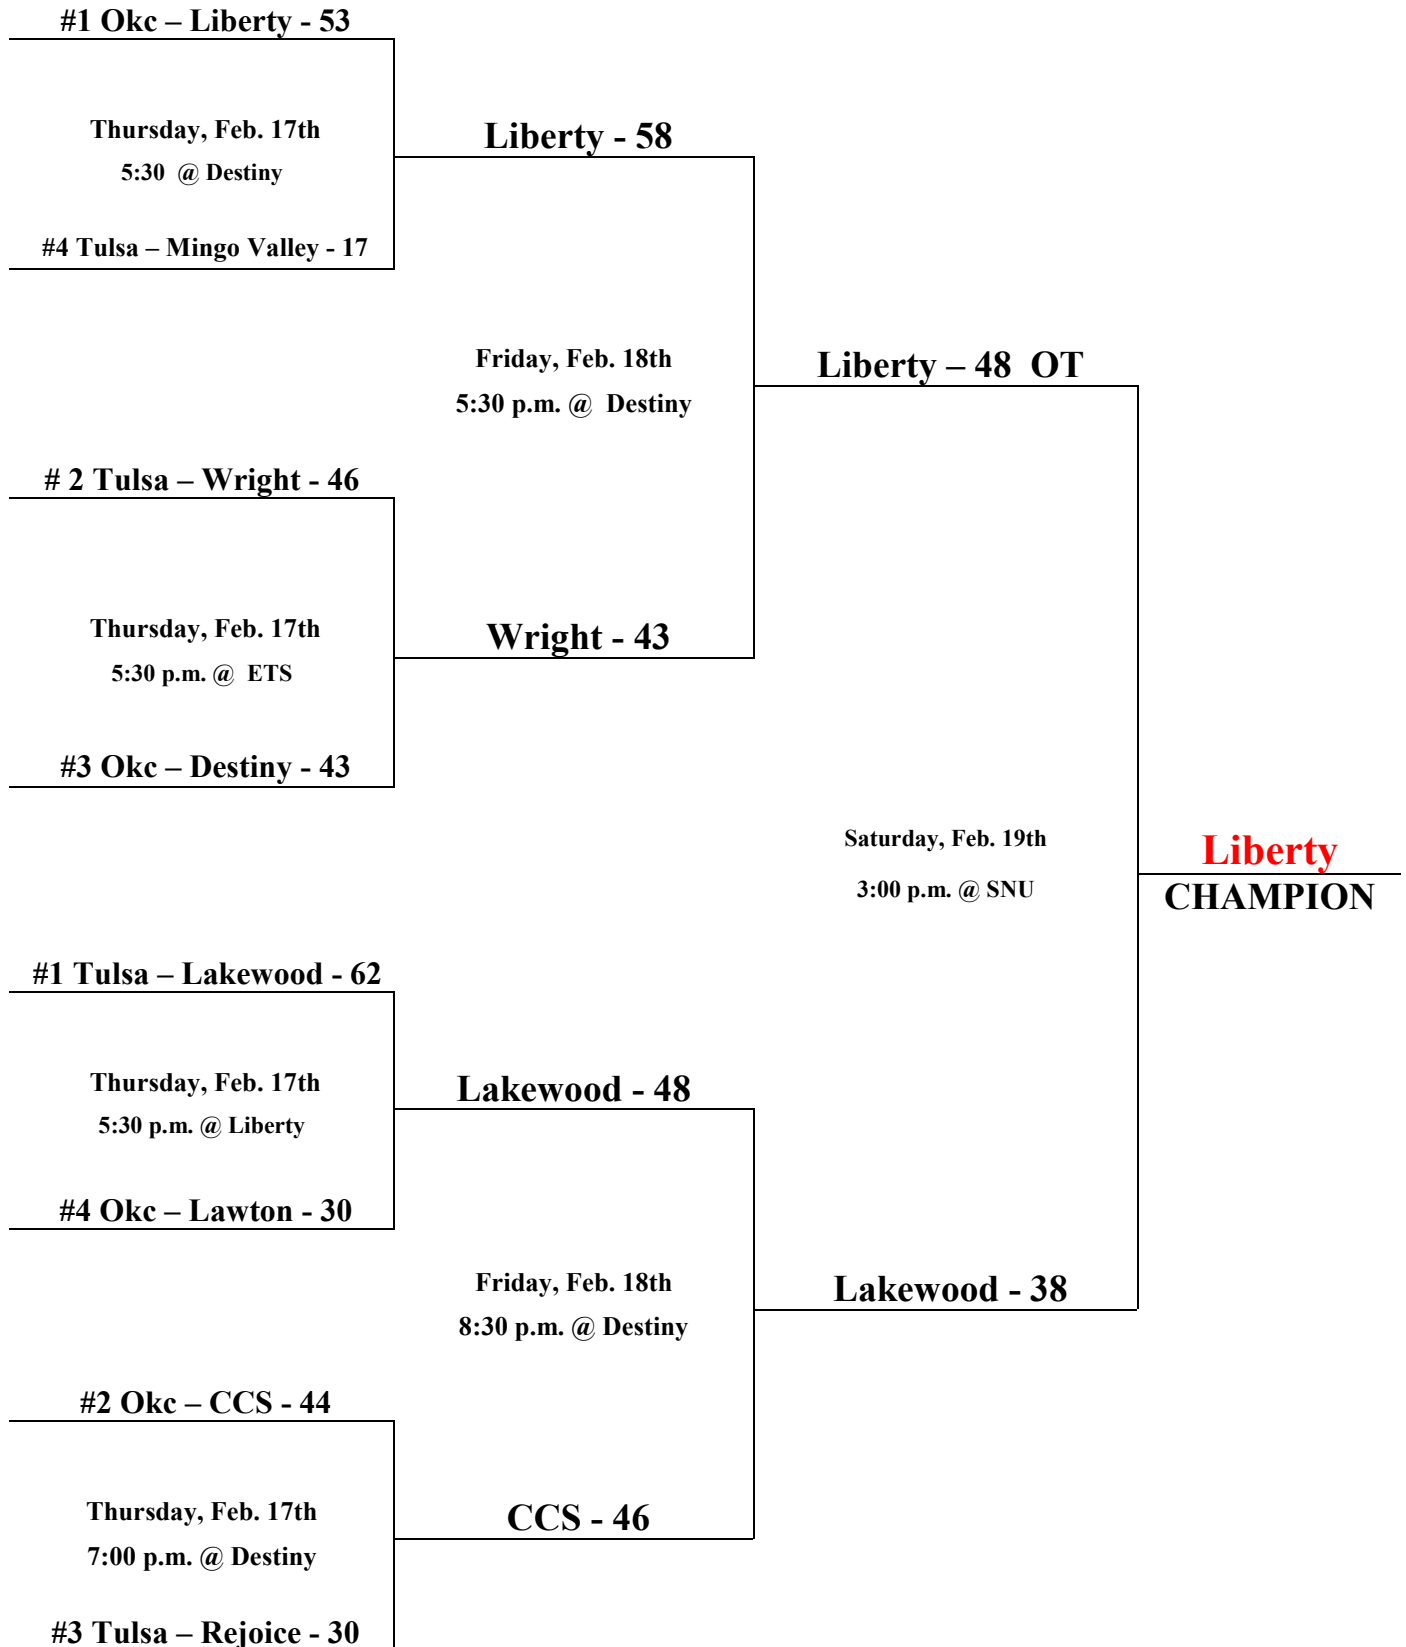 #1 Okc – Liberty - 53
Thursday, Feb. 17th
5:30 @ Destiny
#4 Tulsa – Mingo Valley - 17
Liberty - 58
Friday, Feb. 18th
5:30 p.m. @ Destiny
Liberty – 48 OT
# 2 Tulsa – Wright - 46
Thursday, Feb. 17th
5:30 p.m. @ ETS
#3 Okc – Destiny - 43
Wright - 43
Saturday, Feb. 19th
3:00 p.m. @ SNU
Liberty
CHAMPION
#1 Tulsa – Lakewood - 62
Thursday, Feb. 17th
5:30 p.m. @ Liberty
#4 Okc – Lawton - 30
Lakewood - 48
Friday, Feb. 18th
8:30 p.m. @ Destiny
Lakewood - 38
#2 Okc – CCS - 44
Thursday, Feb. 17th
7:00 p.m. @ Destiny
#3 Tulsa – Rejoice - 30
CCS - 46